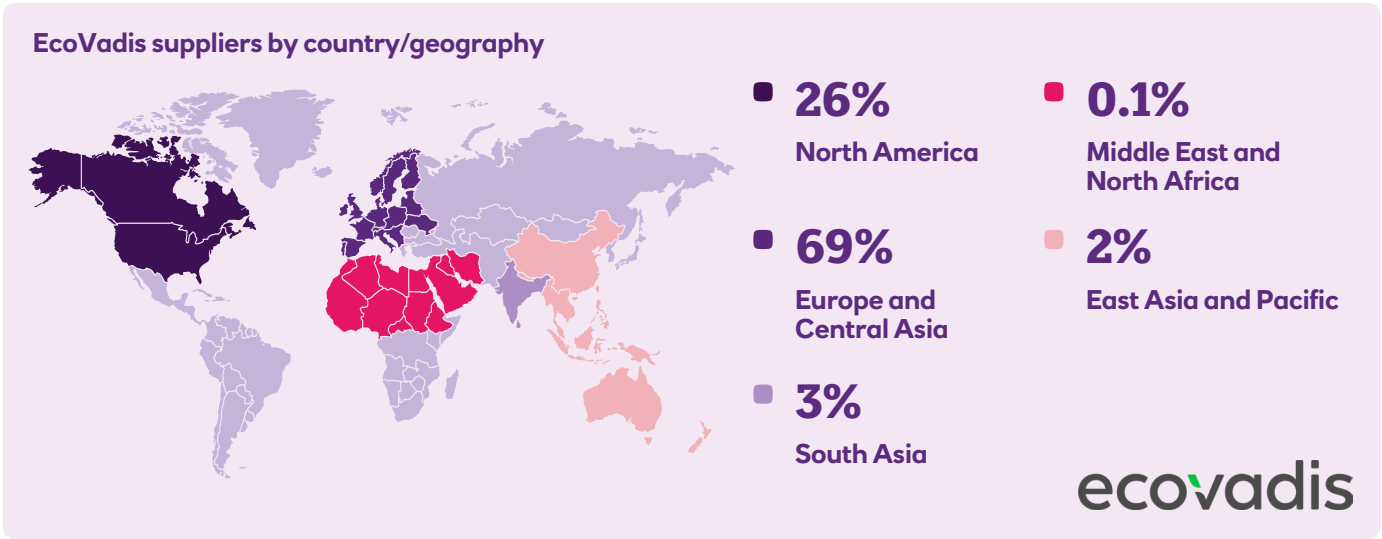 EcoVadis suppliers by country/geography
26%
North America
69%
Europe and
Central Asia
3%
South Asia
0.1%
Middle East and
North Africa
2%
East Asia and Pacific
ecovadis